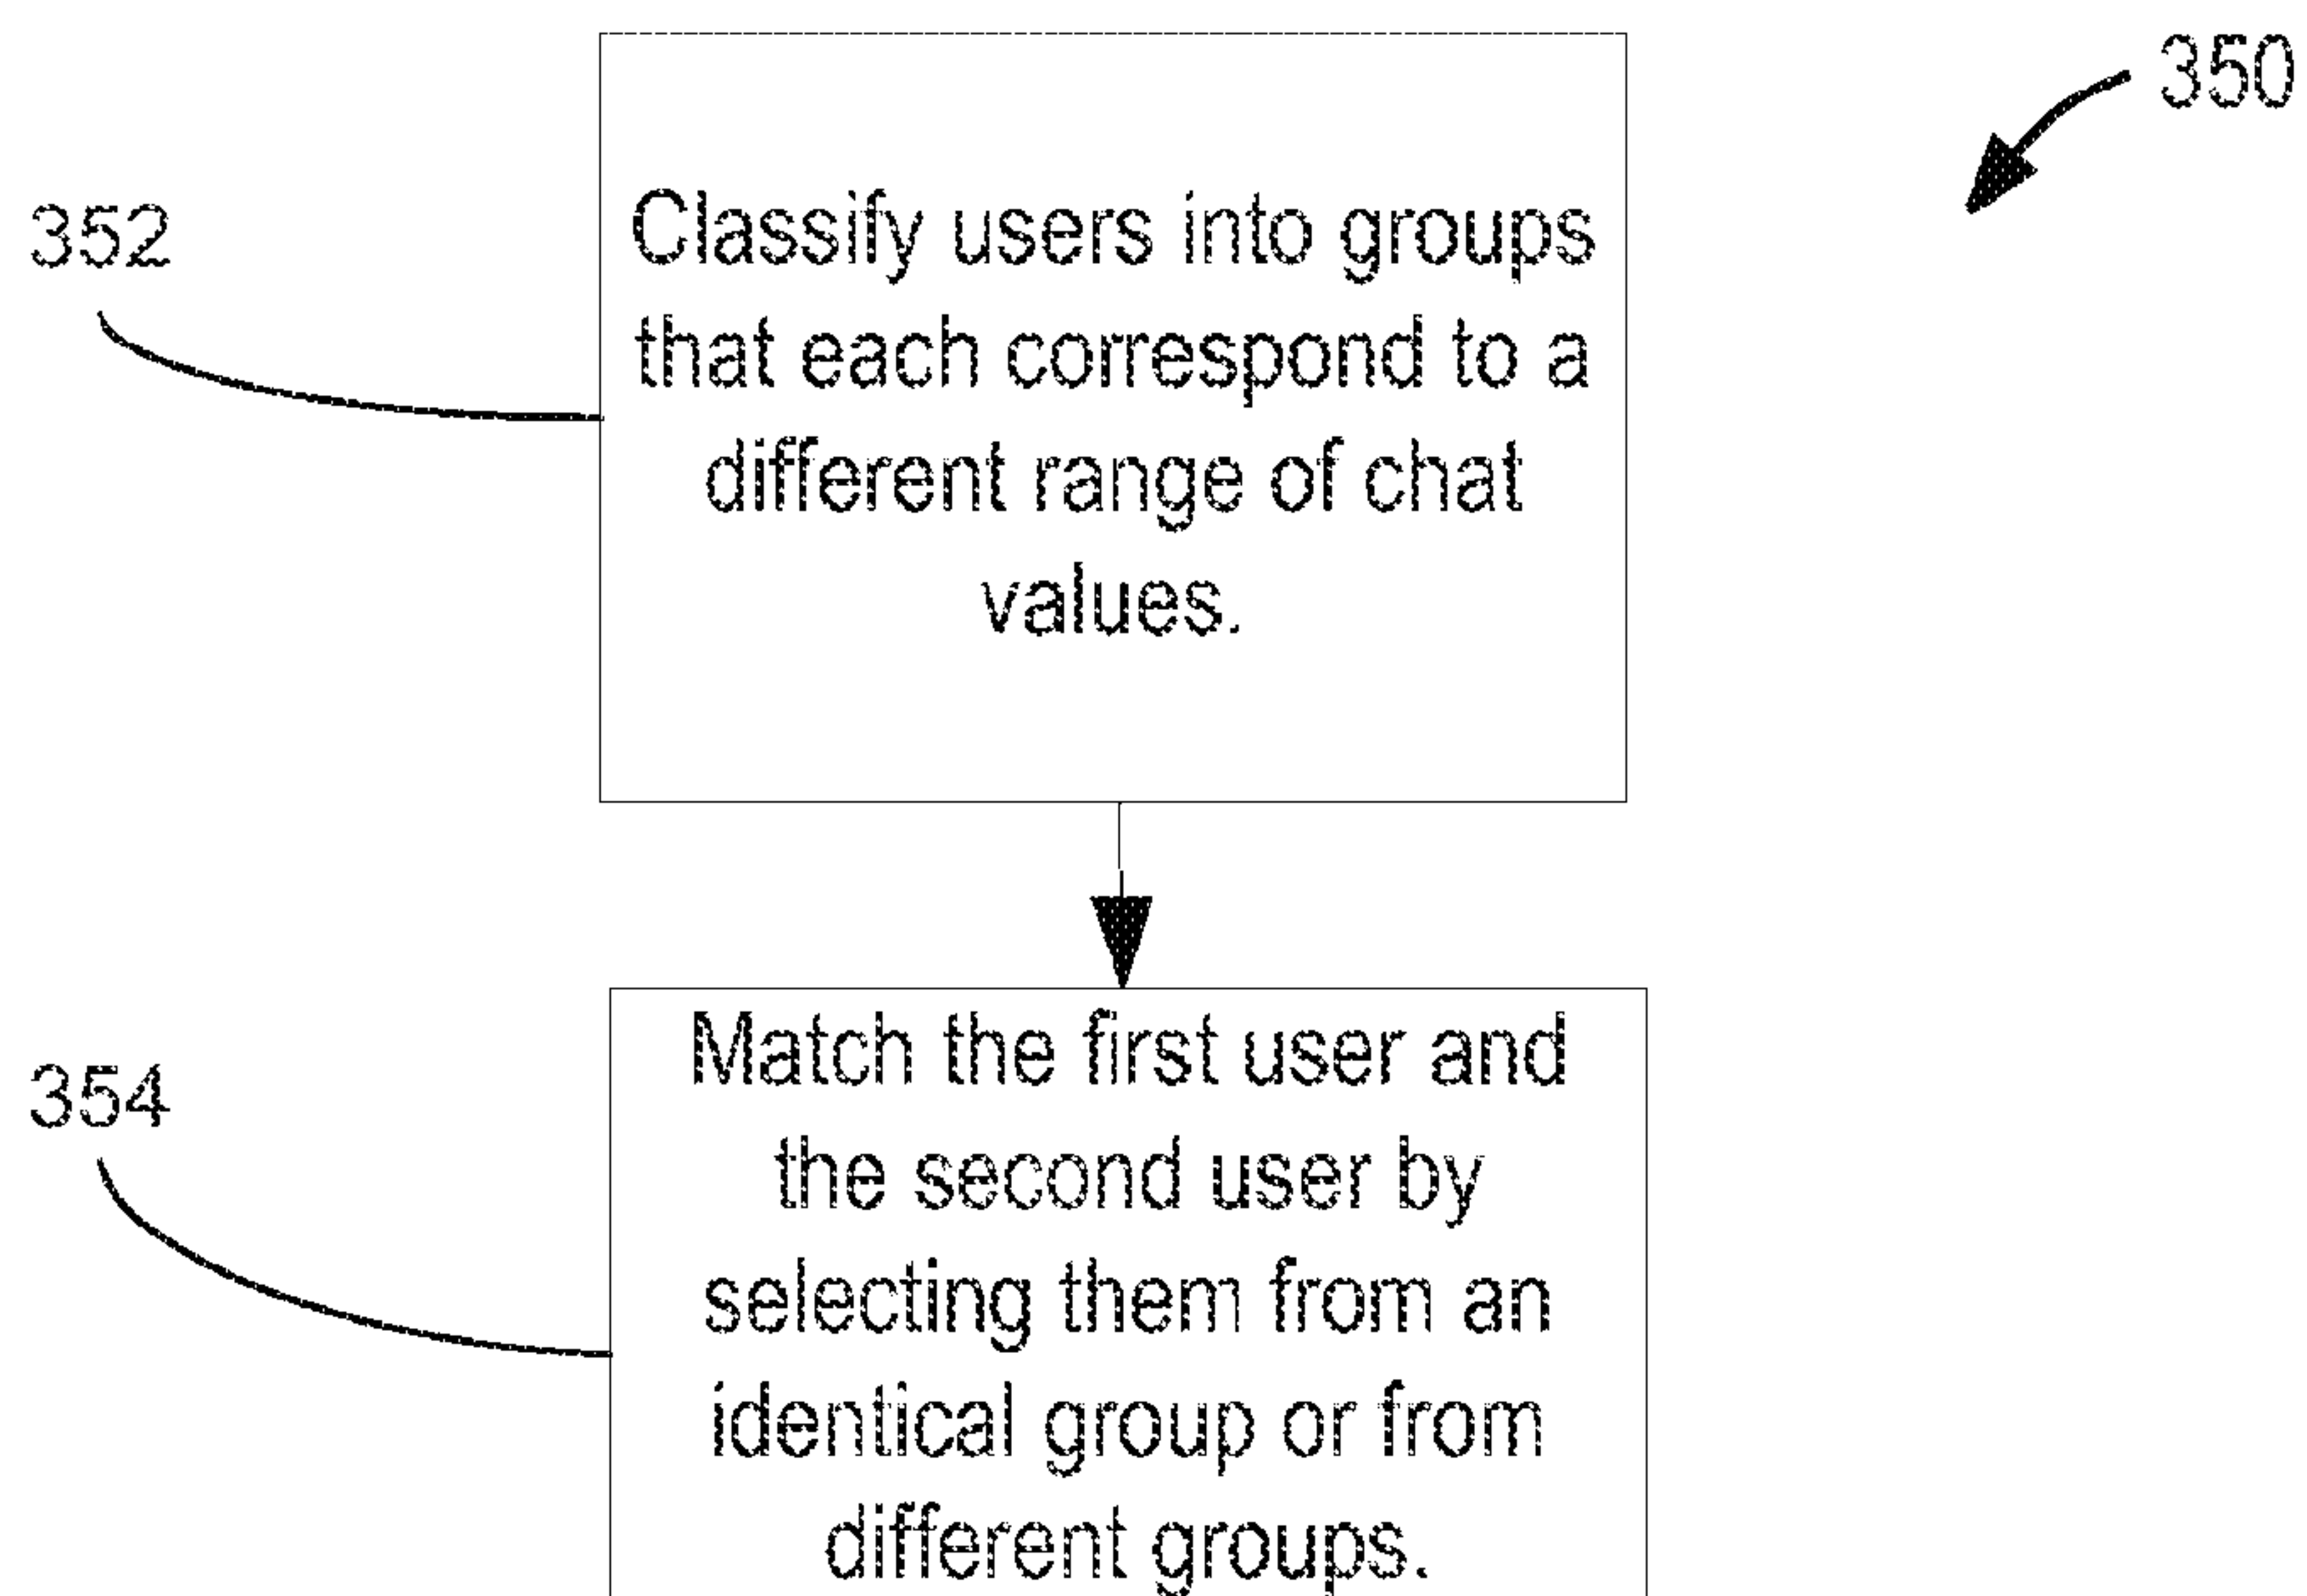 350
352
Classify users into groups
that each correspond to a
different range of chat
values.
354
Match the first user and
the second user by
selecting them from an
identical group or from
different groups.